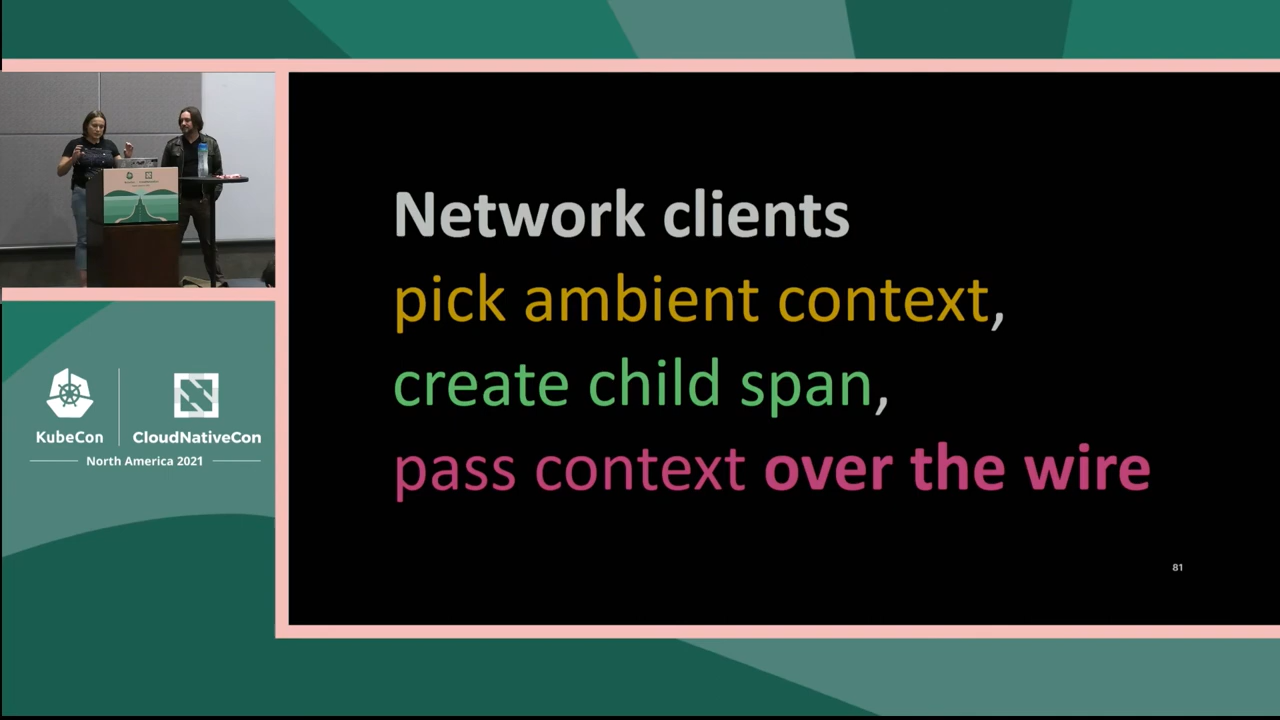 Network clients
pick ambient context,
create child span,
pass context over the wire
81
KubeCon
CloudNativeCon
North America 2021